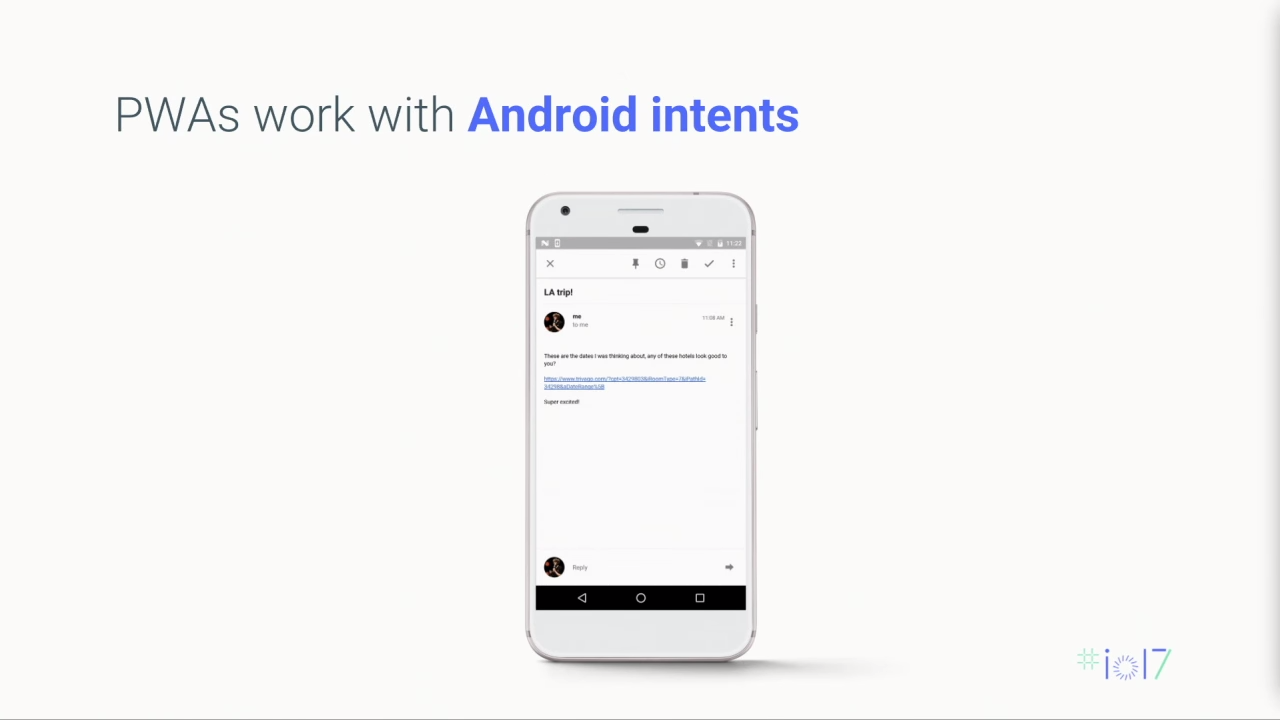 PWAs work with Android intents
11:22
LA trip!
me
11:08 AM
to me
These are the dates I was thinking about, any of these hotels look good to
you?
Super excited!
Reply
#io17